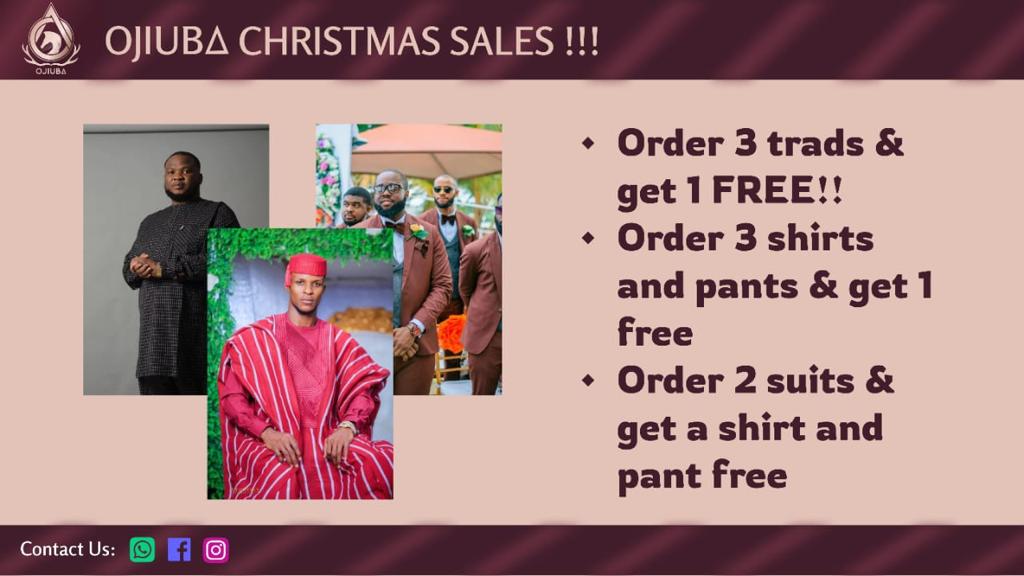 OJIUBA
OJIUBΔ CHRISTMAS SALES !!!
• Order 3 trads &
get 1 FREE!!
• Order 3 shirts
and pants & get 1
free
• Order 2 suits &
get a shirt and
pant free
Contact Us: